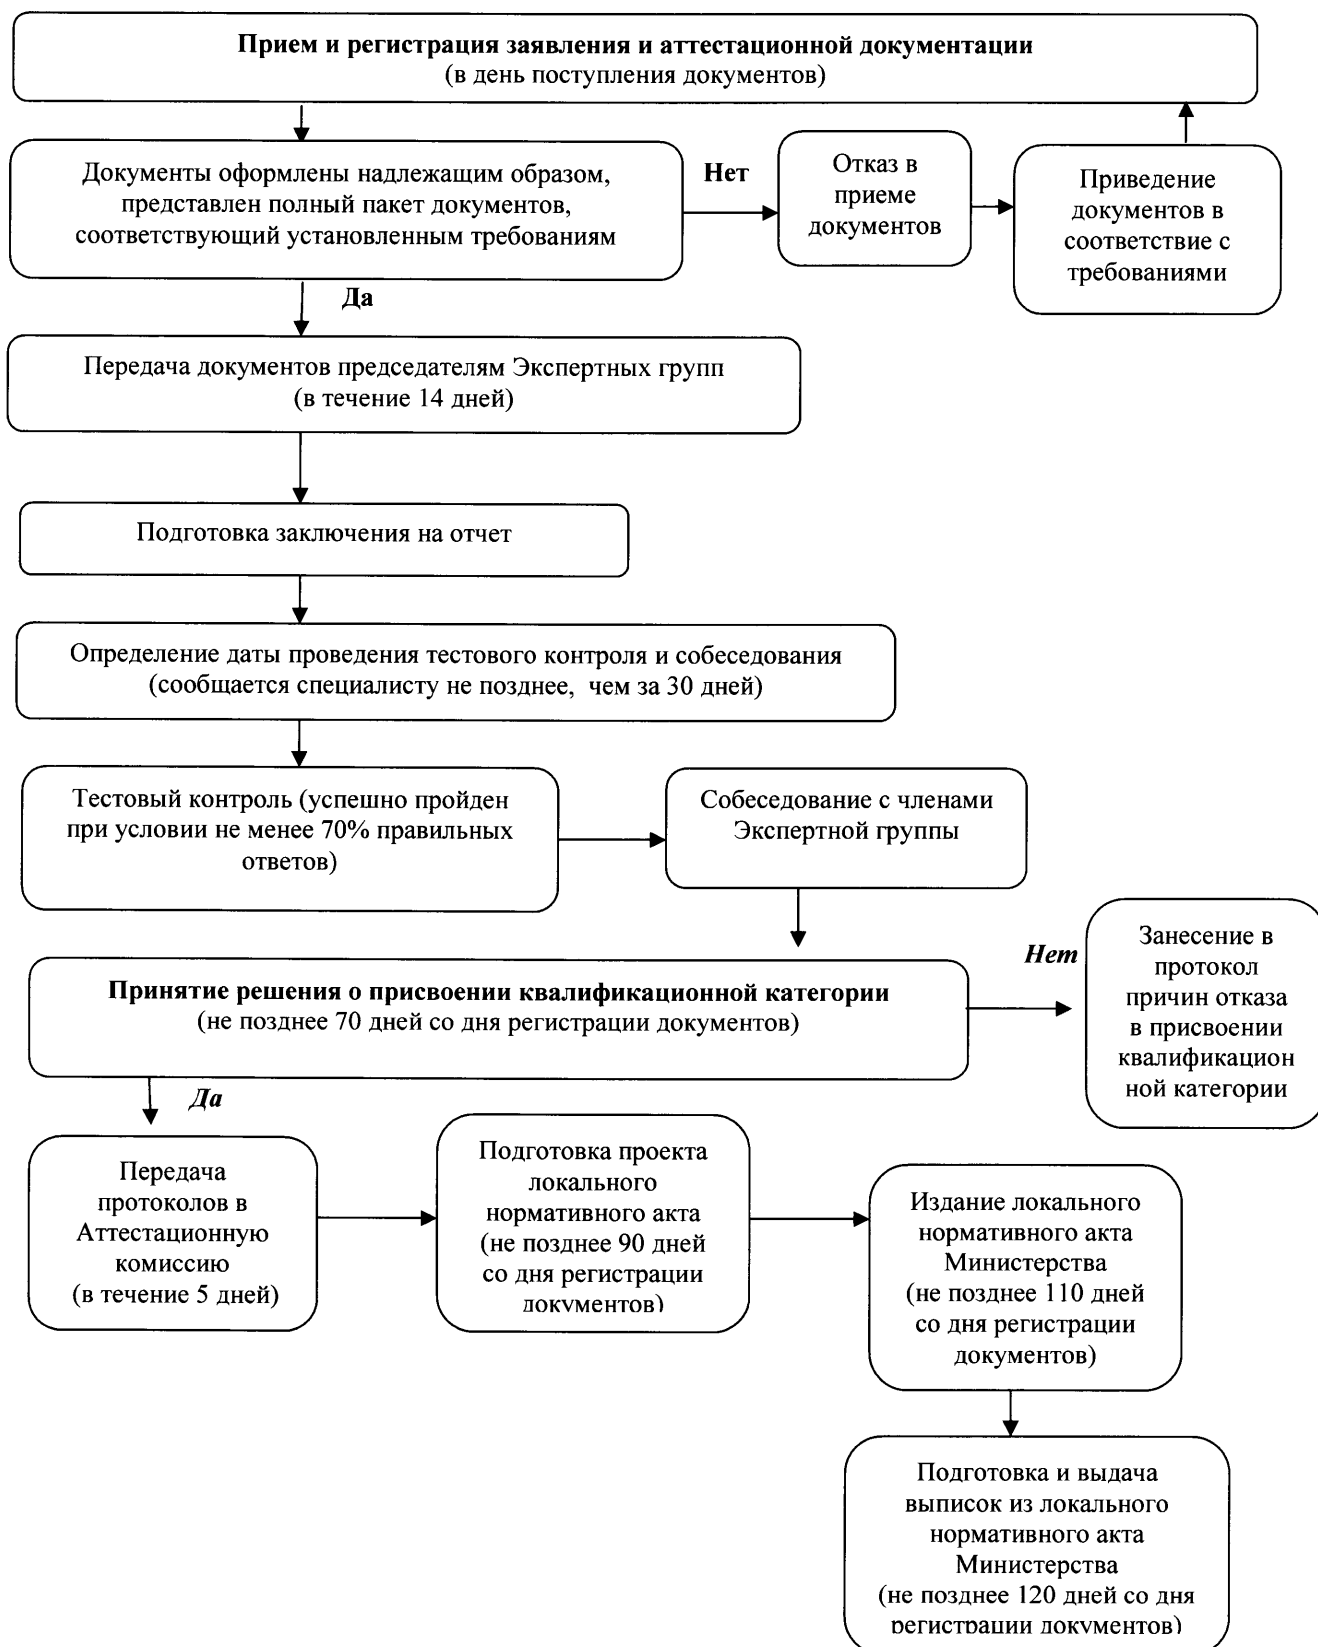 Прием и регистрация заявления и аттестационной документации
(в день поступления документов)
Документы оформлены надлежащим образом,
представлен полный пакет документов,
соответствующий установленным требованиям
Нет
Отказ в
приеме
документов
Приведение
документов в
соответствие с
требованиями
Да
Передача документов председателям Экспертных групп
(в течение 14 дней)
Подготовка заключения на отчет
Определение даты проведения тестового контроля и собеседования
(сообщается специалисту не позднее, чем за 30 дней)
Тестовый контроль (успешно пройден
при условии не менее 70% правильных
ответов)
Собеседование с членами
Экспертной группы
Принятие решения о присвоении квалификационной категории
(не позднее 70 дней со дня регистрации документов)
Нет
Занесение в
протокол
причин отказа
в присвоении
квалификацион
ной категории
Да
Передача
протоколов в
Аттестационную
комиссию
(в течение 5 дней)
Подготовка проекта
локального
нормативного акта
(не позднее 90 дней
со дня регистрации
документов)
Издание локального
нормативного акта
Министерства
(не позднее 110 дней
со дня регистрации
документов)
Подготовка и выдача
выписок из локального
нормативного акта
Министерства
(не позднее 120 дней со дня
регистрации документов)